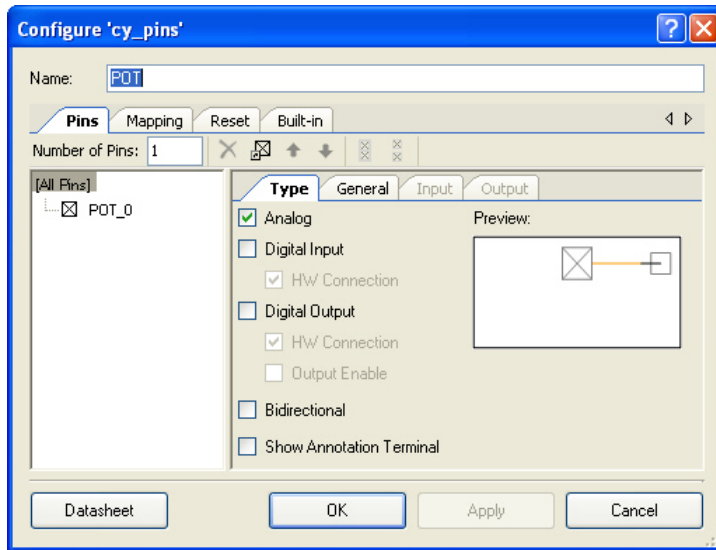 Configure 'cy_pins'
Name: POT
Pins Mapping Reset Built-in
Number of Pins: 1
[All Pins]
POT_0
Type General Input Output
Analog
Preview:
Digital Input
HW Connection
Digital Output
HW Connection
Output Enable
Bidirectional
Show Annotation Terminal
Datasheet OK Apply Cancel